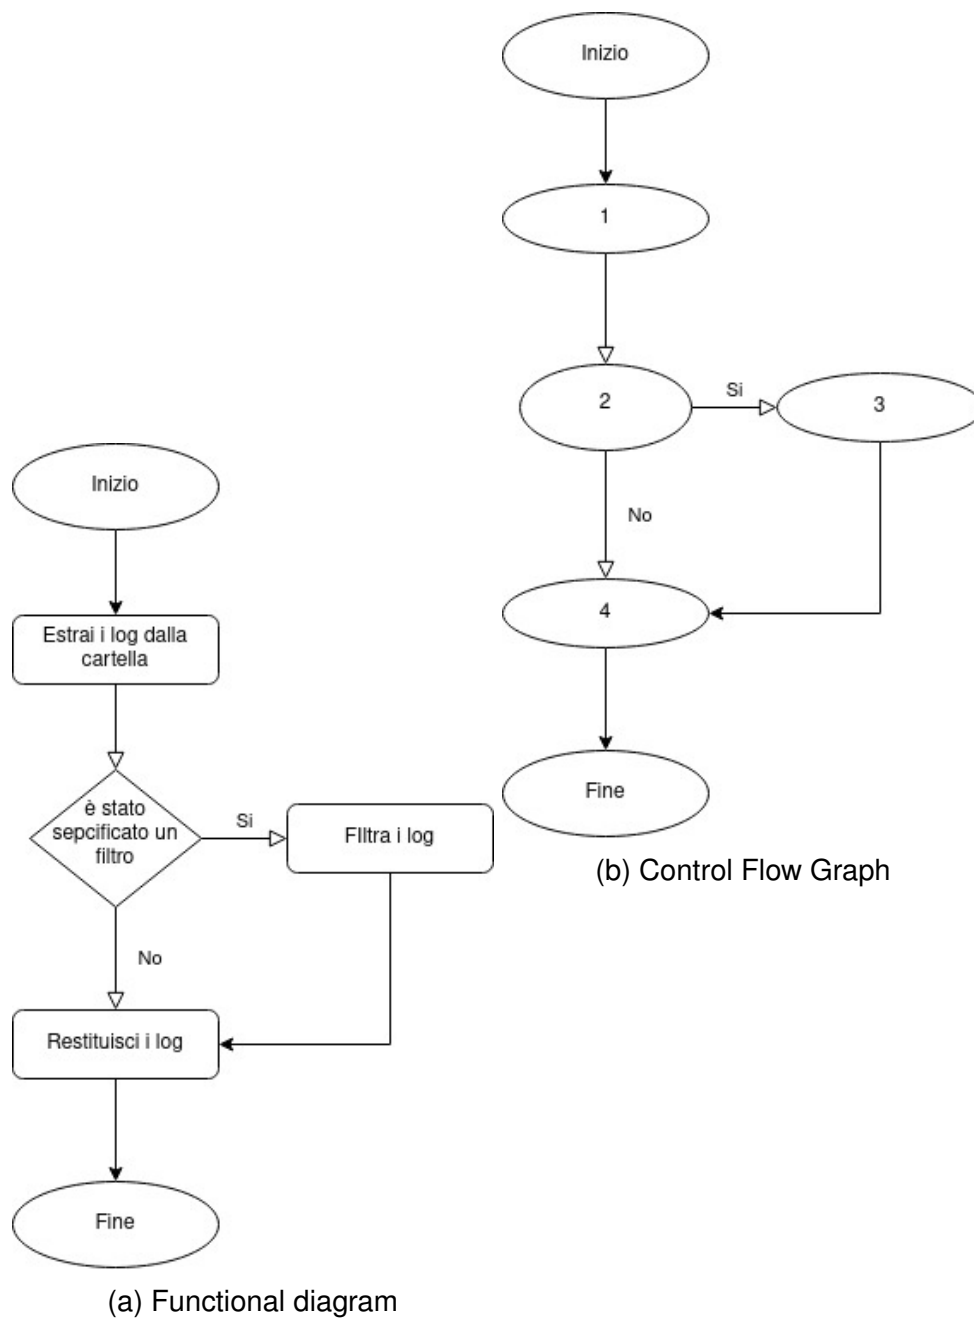 Inizio
Estrai i log dalla
cartella
è stato
sepcificato un
filtro
Si
FIltra i log
No
Restituisci i log
Fine
(a) Functional diagram
Inizio
1
2
Si
3
No
4
Fine
(b) Control Flow Graph